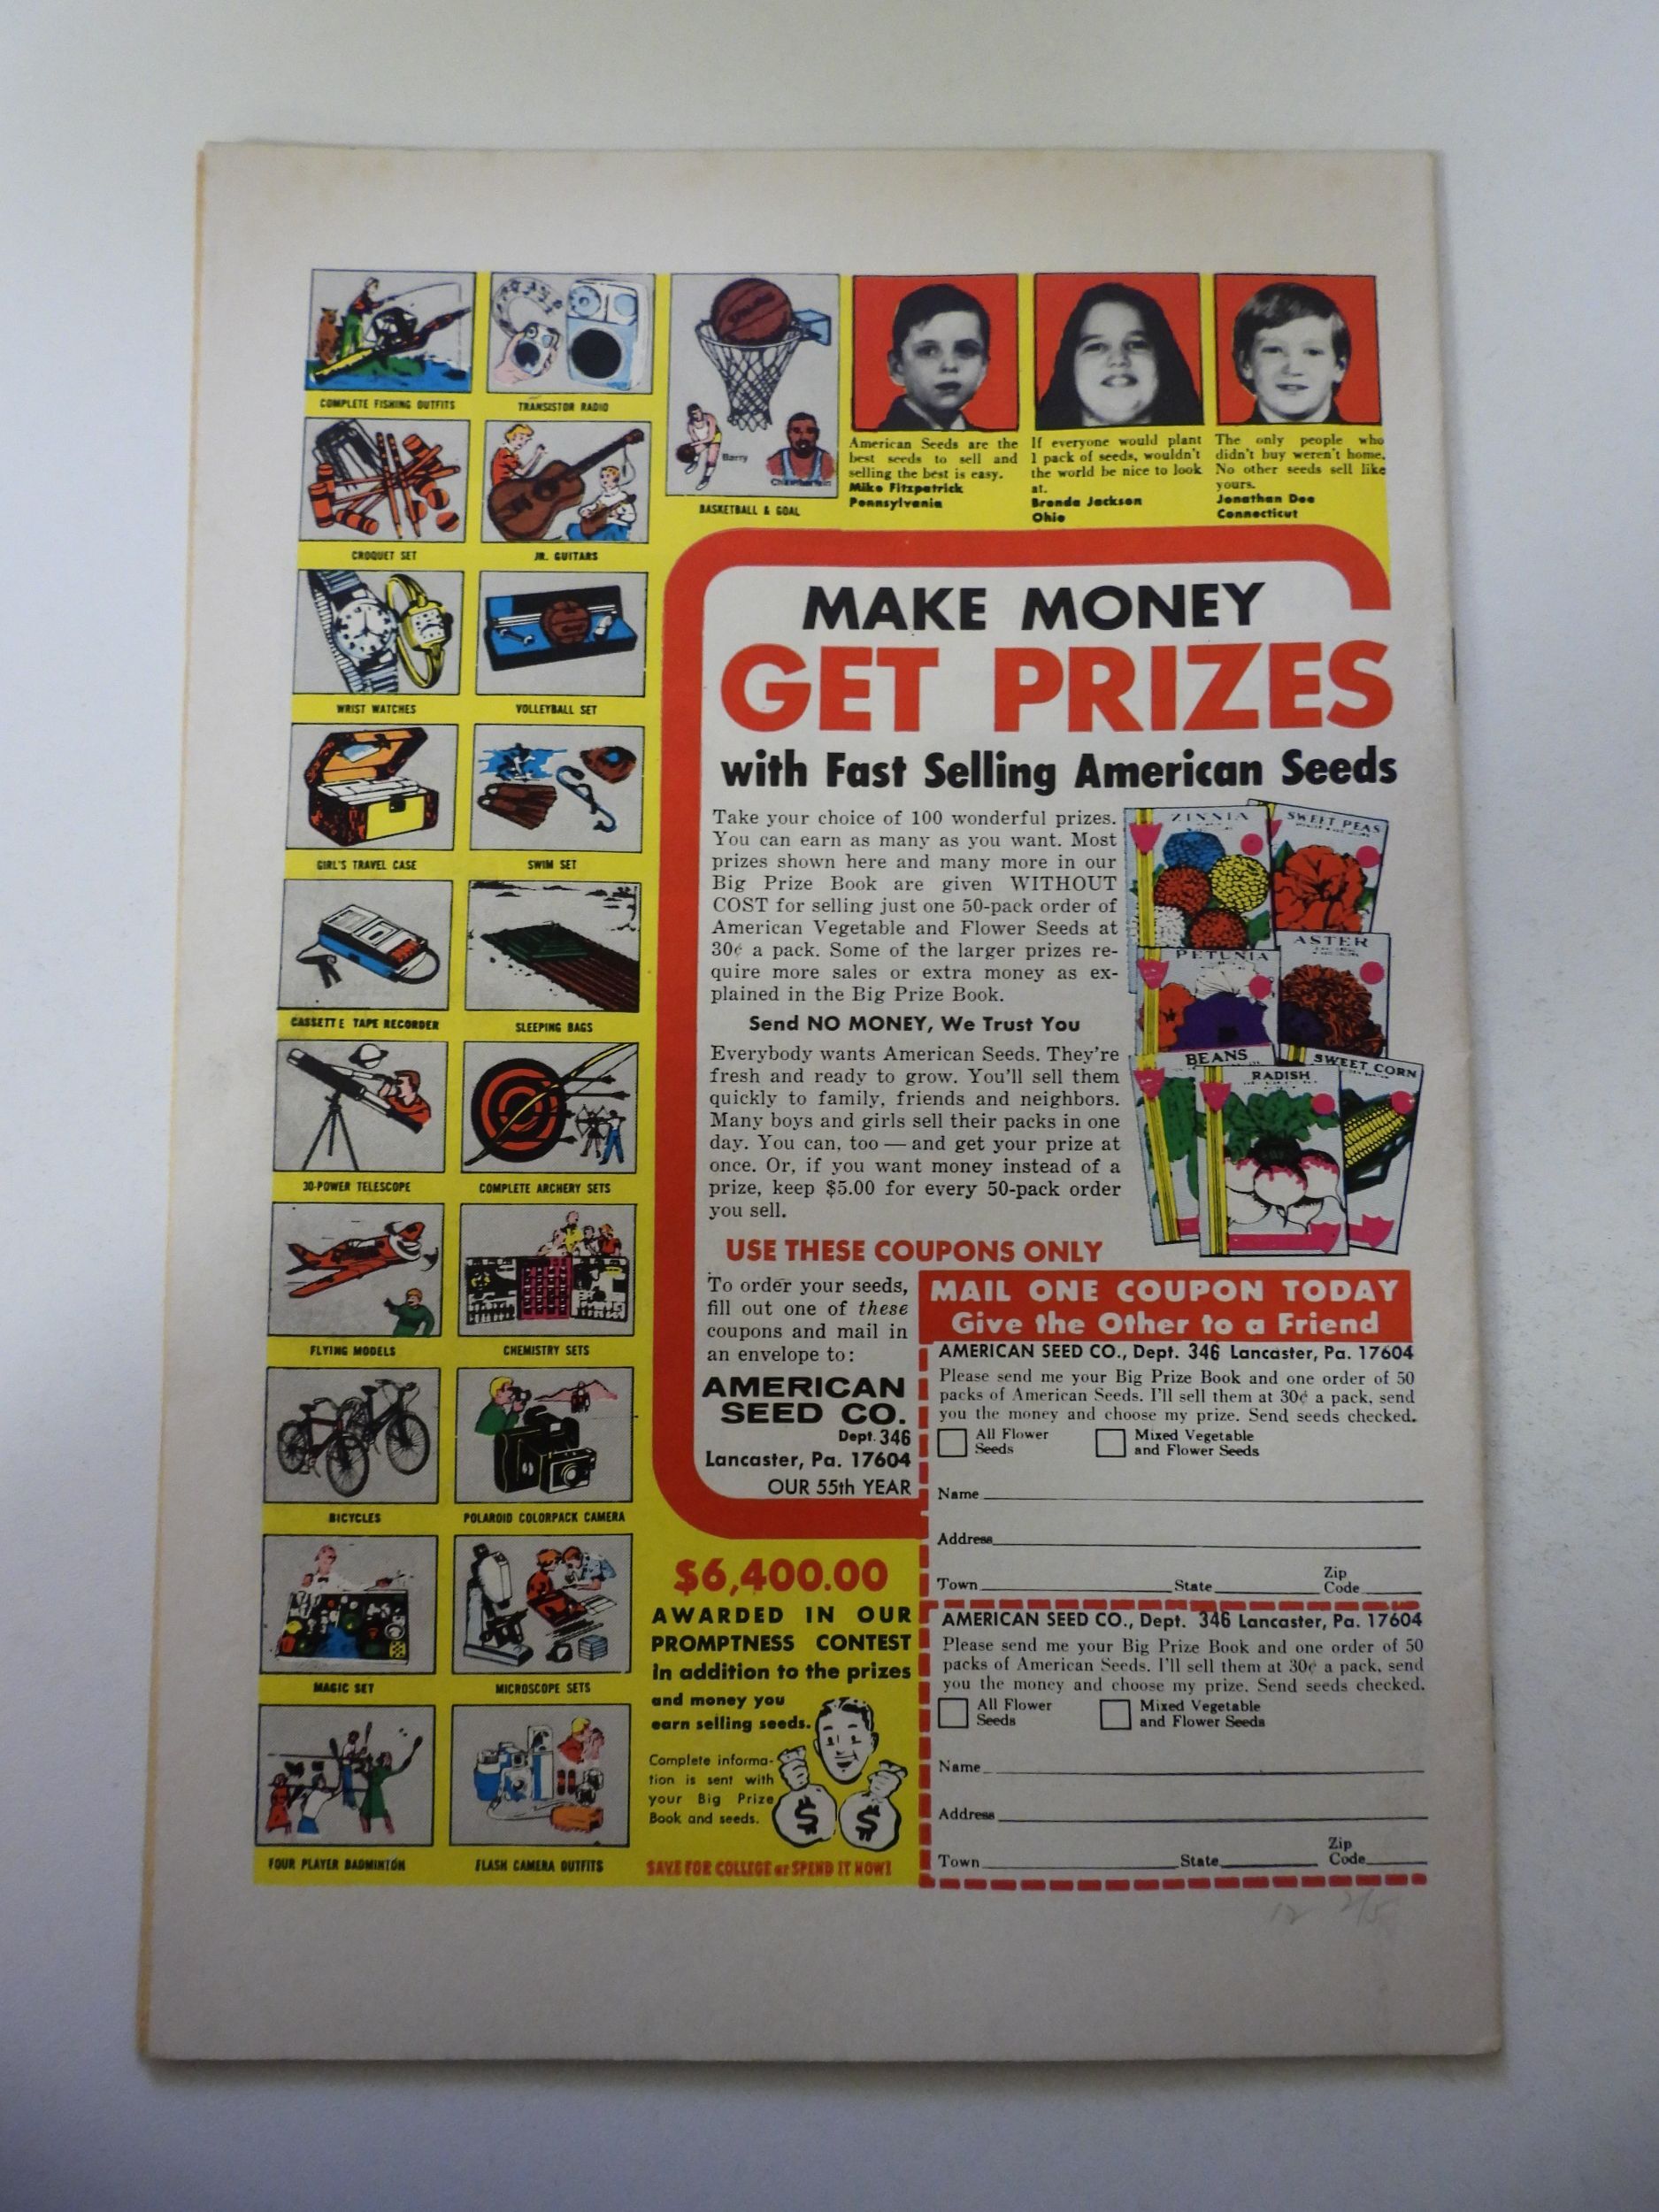 COMPLETE FISHING OUTFITS
TRANSISTOR RADIO
CROQUET SET
JR. GUITARS
WRIST WATCHES
VOLLEYBALL SET
GIRL'S TRAVEL CASE
SWIM SET
CASSETTE TAPE RECORDER
SLEEPING BAGS
30-POWER TELESCOPE
COMPLETE ARCHERY SETS
FLYING MODELS
CHEMISTRY SETS
BICYCLES
POLAROID COLORPACK CAMERA
MAGIC SET
MICROSCOPE SETS
FOUR PLAYER BADMINTON
FLASH CAMERA OUTFITS
Barry
Chamberlain
BASKETBALL & GOAL
American Seeds are the
best seeds to sell and
selling the best is easy.
Mike Fitzpatrick
Pennsylvania
If everyone would plant
1 pack of seeds, wouldn't
the world be nice to look
at.
Brenda Jackson
Ohio
The only people who
didn't buy weren't home.
No other seeds sell like
yours.
Jonathan Dee
Connecticut
MAKE MONEY
GET PRIZES
with Fast Selling American Seeds
Take your choice of 100 wonderful prizes.
You can earn as many as you want. Most
prizes shown here and many more in our
Big Prize Book are given WITHOUT
COST for selling just one 50-pack order of
American Vegetable and Flower Seeds at
30¢ a pack. Some of the larger prizes re-
quire more sales or extra money as ex-
plained in the Big Prize Book.
Send NO MONEY, We Trust You
Everybody wants American Seeds. They're
fresh and ready to grow. You'll sell them
quickly to family, friends and neighbors.
Many boys and girls sell their packs in one
day. You can, too — and get your prize at
once. Or, if you want money instead of a
prize, keep $5.00 for every 50-pack order
you sell.
ZINNIA
SWEET PEAS
PETUNIA
ASTER
BEANS
RADISH
SWEET CORN
USE THESE COUPONS ONLY
To order your seeds,
fill out one of these
coupons and mail in
an envelope to:
AMERICAN
SEED CO.
Dept. 346
Lancaster, Pa. 17604
OUR 55th YEAR
MAIL ONE COUPON TODAY
Give the Other to a Friend
AMERICAN SEED CO., Dept. 346 Lancaster, Pa. 17604
Please send me your Big Prize Book and one order of 50
packs of American Seeds. I'll sell them at 30¢ a pack, send
you the money and choose my prize. Send seeds checked.
All Flower Seeds
Mixed Vegetable and Flower Seeds
Name
Address
Town State Zip Code
AMERICAN SEED CO., Dept. 346 Lancaster, Pa. 17604
Please send me your Big Prize Book and one order of 50
packs of American Seeds. I'll sell them at 30¢ a pack, send
you the money and choose my prize. Send seeds checked.
All Flower Seeds
Mixed Vegetable and Flower Seeds
Name
Address
Town State Zip Code
$6,400.00
AWARDED IN OUR
PROMPTNESS CONTEST
in addition to the prizes
and money you
earn selling seeds.
Complete informa-
tion is sent with
your Big Prize
Book and seeds.
$ $
SAVE FOR COLLEGE or SPEND IT NOW!
12